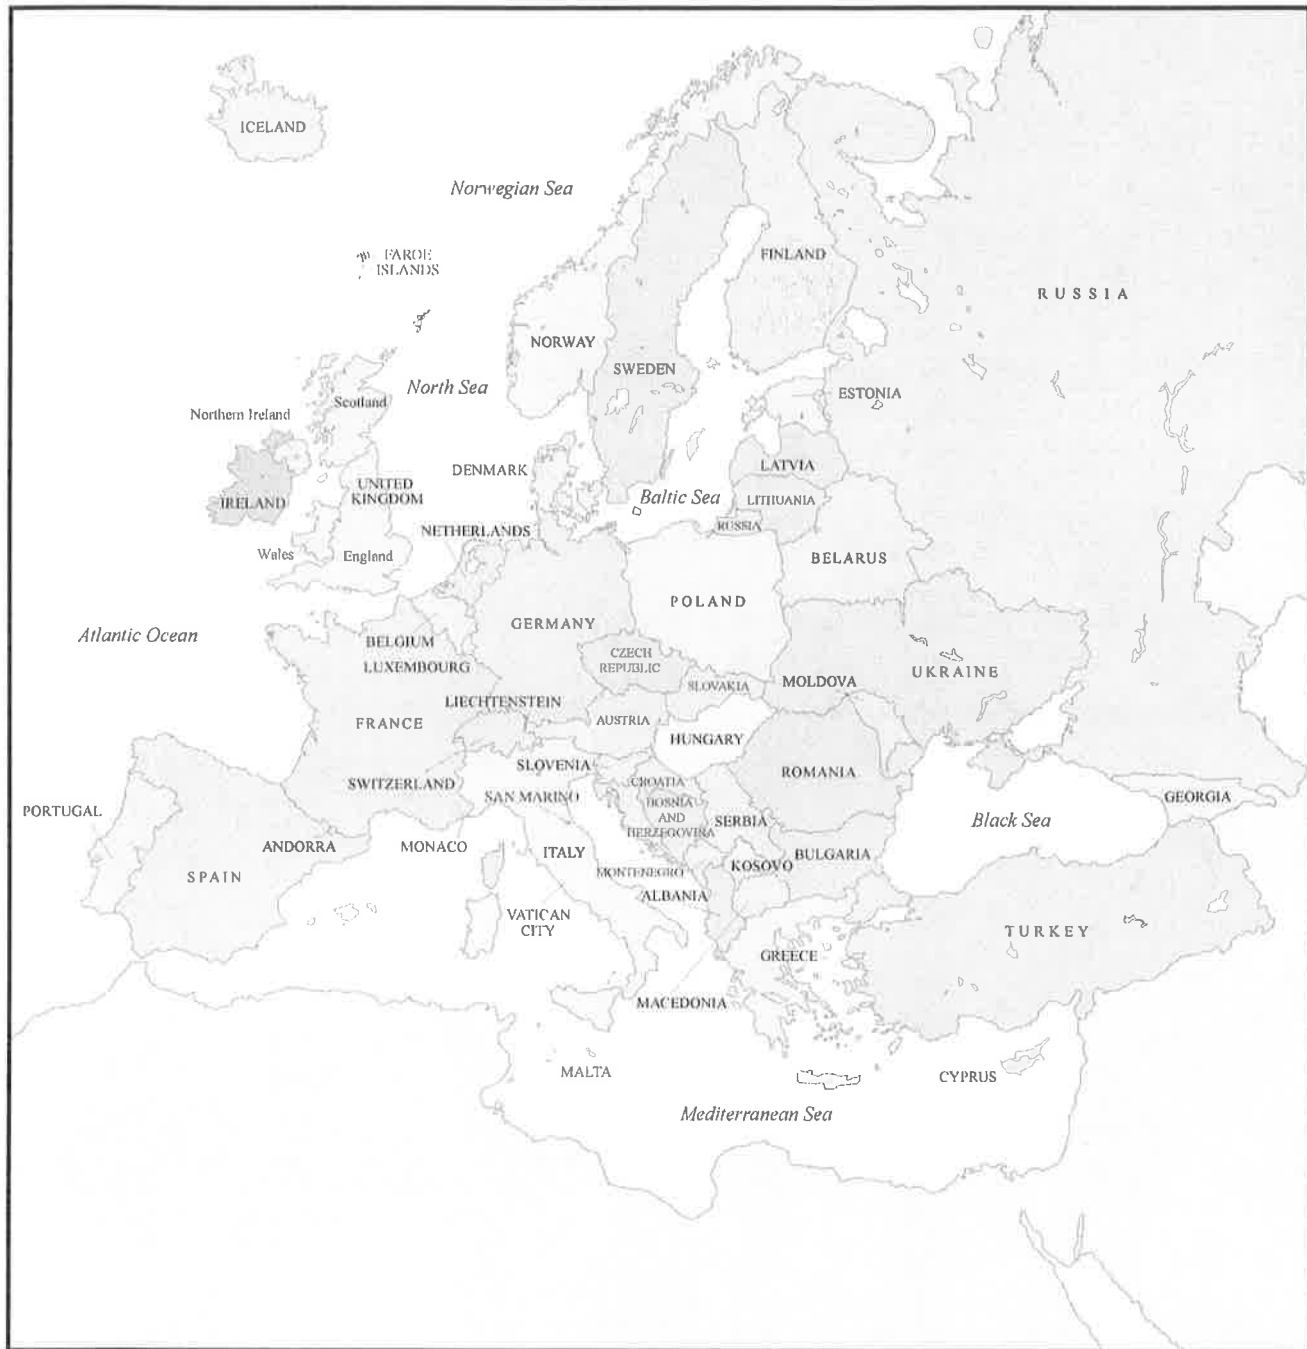 ICELAND
Norwegian Sea
FAROE
ISLANDS
FINLAND
RUSSIA
NORWAY
SWEDEN
North Sea
ESTONIA
Scotland
Northern Ireland
LATVIA
DENMARK
UNITED
KINGDOM
Baltic Sea
LITHUANIA
IRELAND
RUSSIA
NETHERLANDS
Wales
England
BELARUS
POLAND
GERMANY
Atlantic Ocean
BELGIUM
CZECH
REPUBLIC
LUXEMBOURG
UKRAINE
MOLDOVA
SLOVAKIA
LIECHTENSTEIN
FRANCE
AUSTRIA
HUNGARY
SLOVENIA
ROMANIA
SWITZERLAND
CROATIA
SAN MARINO
GEORGIA
BOSNIA
AND
HERZEGOVINA
PORTUGAL
SERBIA
Black Sea
ANDORRA
MONACO
ITALY
BULGARIA
KOSOVO
MONTENEGRO
SPAIN
ALBANIA
VATICAN
CITY
TURKEY
GREECE
MACEDONIA
MALTA
CYPRUS
Mediterranean Sea